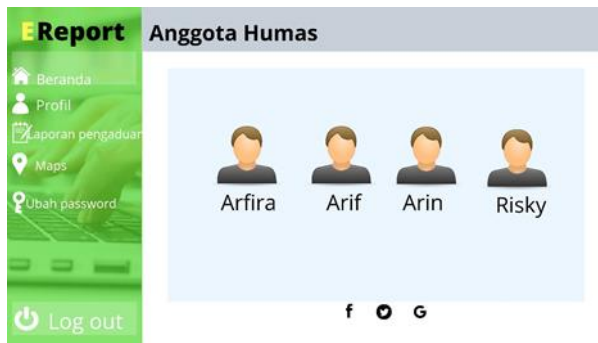 EReport
Anggota Humas
Beranda
Profil
Laporan pengaduan
Maps
Ubah password
Arfira
Arif
Arin
Risky
Log out